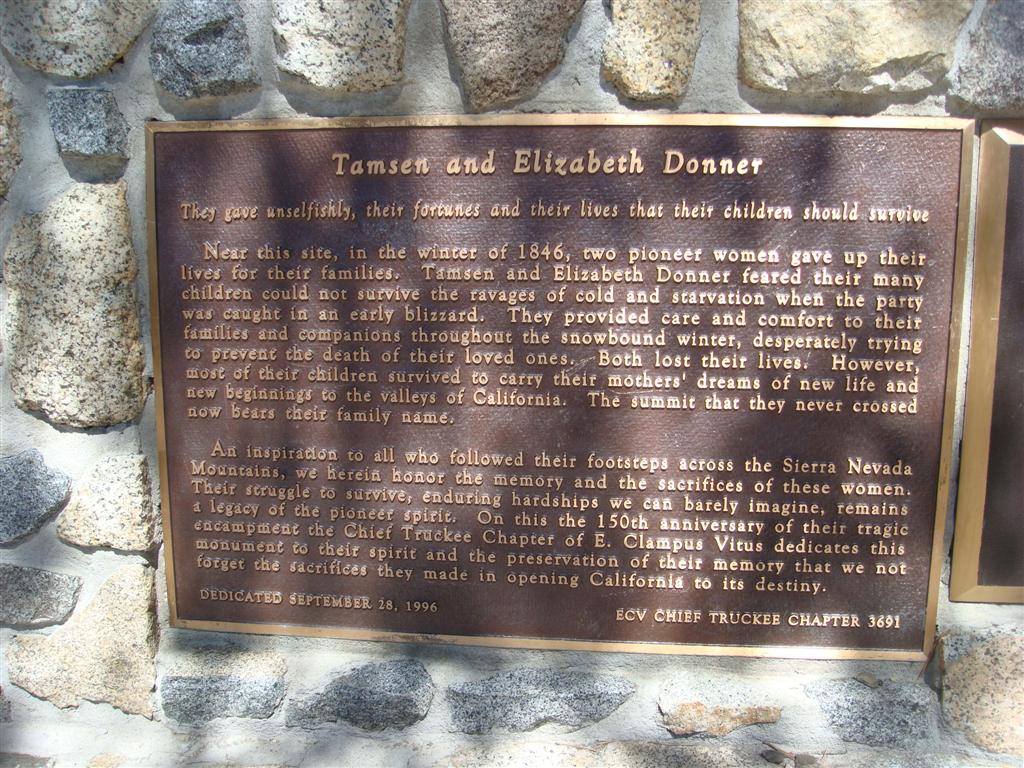 Tamsen and Elizabeth Donner
They gave unselfishly, their fortunes and their lives that their children should survive
Near this site, in the winter of 1846, two pioneer women gave up their
lives for their families. Tamsen and Elizabeth Donner feared their many
children could not survive the ravages of cold and starvation when the party
was caught in an early blizzard. They provided care and comfort to their
families and companions throughout the snowbound winter, desperately trying
to prevent the death of their loved ones. Both lost their lives. However,
most of their children survived to carry their mothers' dreams of new life and
new beginnings to the valleys of California. The summit that they never crossed
now bears their family name.
An inspiration to all who followed their footsteps across the Sierra Nevada
Mountains, we herein honor the memory and the sacrifices of these women.
Their struggle to survive, enduring hardships we can barely imagine, remains
a legacy of the pioneer spirit. On this the 150th anniversary of their tragic
encampment the Chief Truckee Chapter of E. Clampus Vitus dedicates this
monument to their spirit and the preservation of their memory that we not
forget the sacrifices they made in opening California to its destiny.
DEDICATED SEPTEMBER 28, 1996
ECV CHIEF TRUCKEE CHAPTER 3691